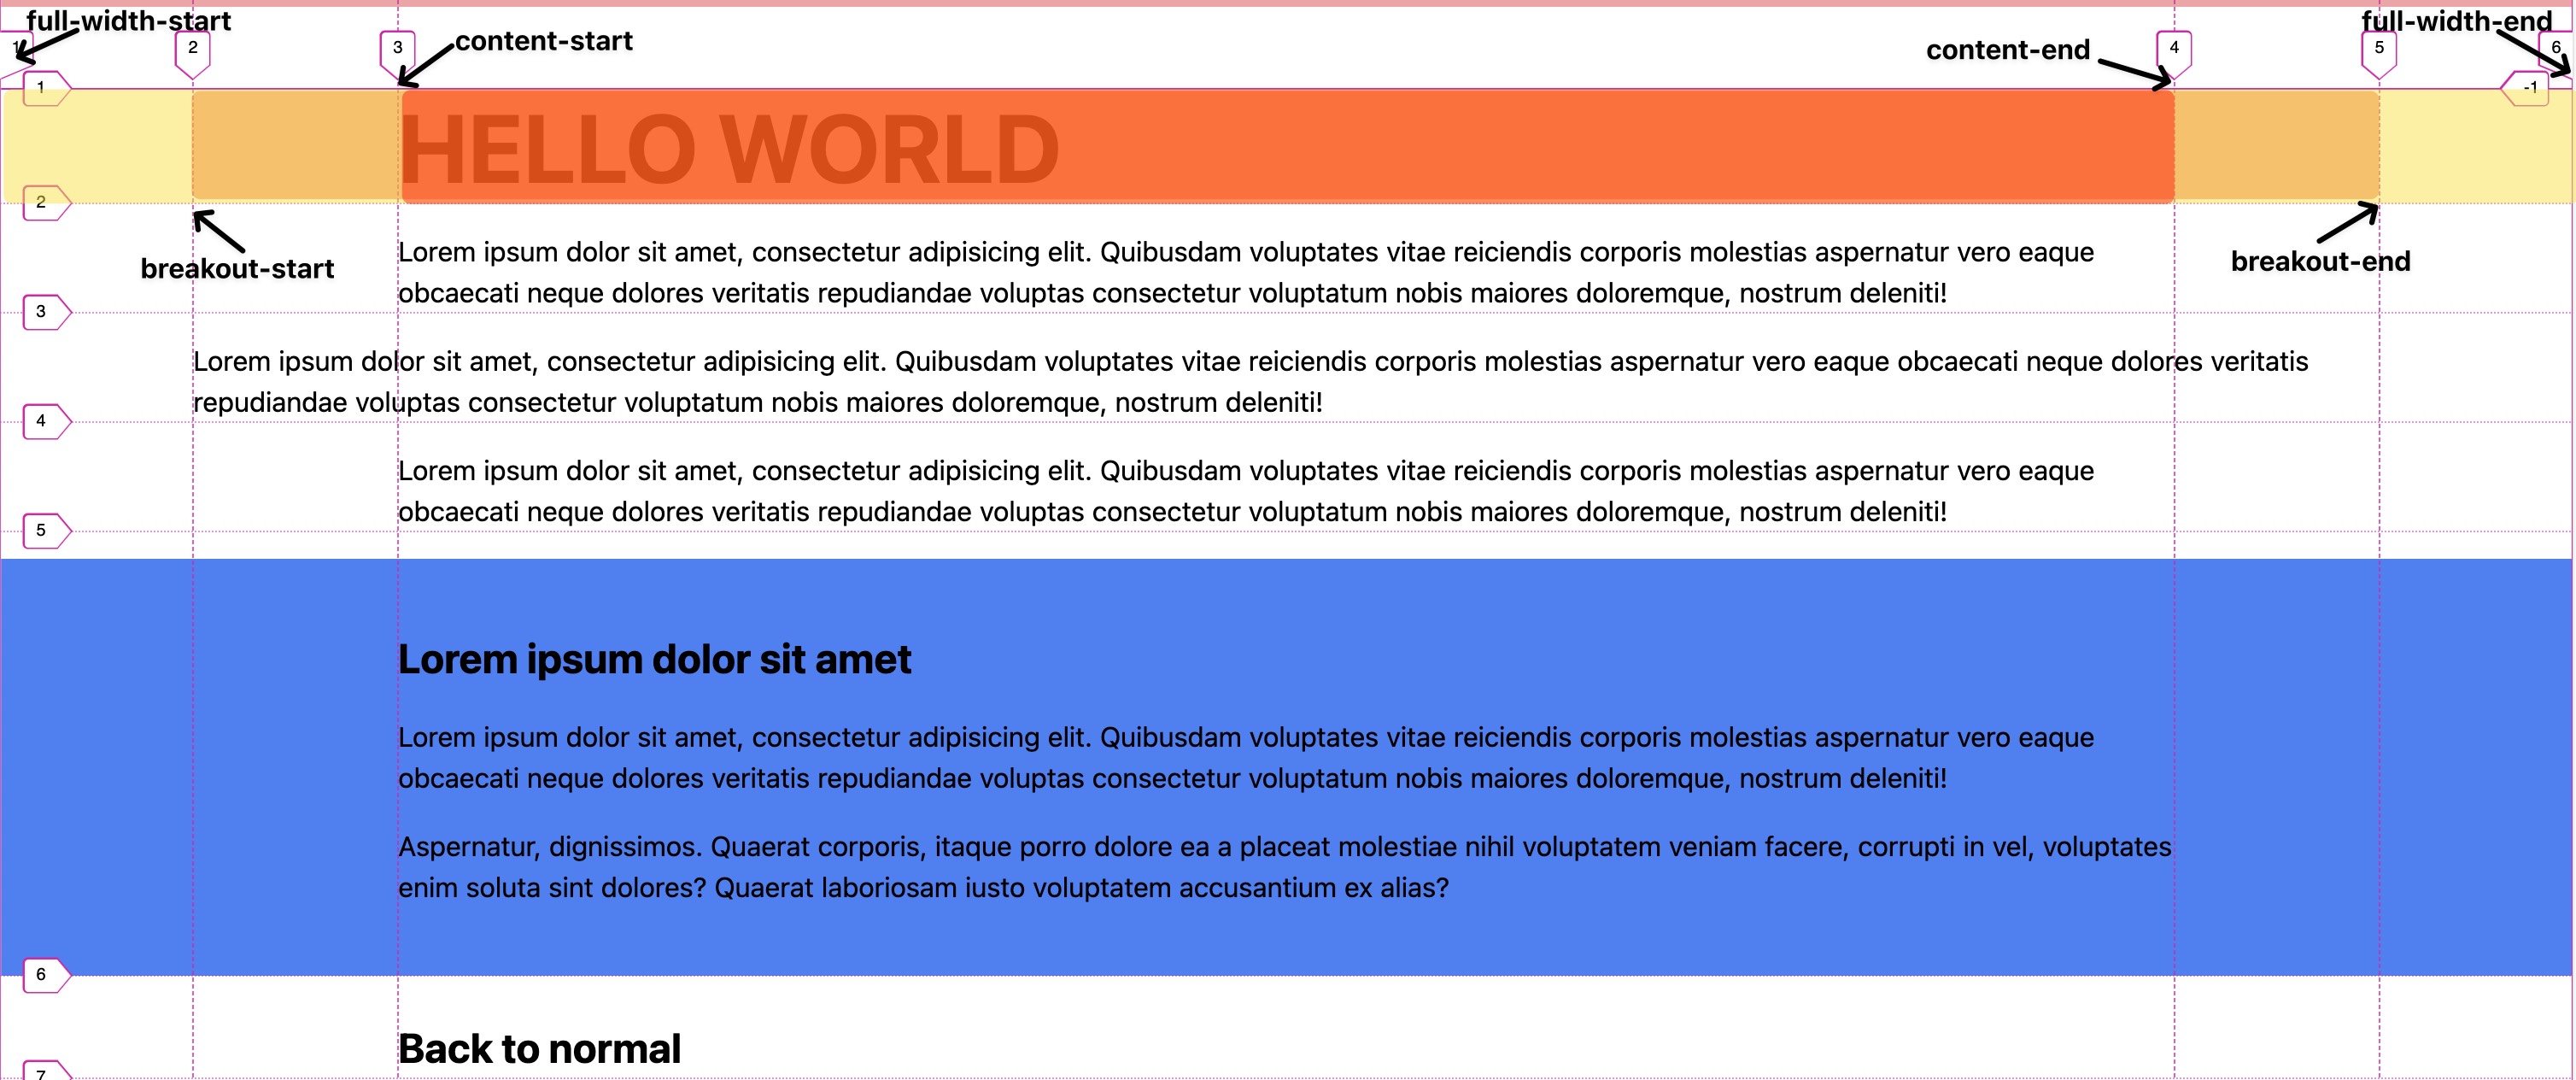 full-width-start
full-width-end
1
2
3
content-start
content-end
4
5
6
1
-1
HELLO WORLD
2
breakout-start
breakout-end
Lorem ipsum dolor sit amet, consectetur adipisicing elit. Quibusdam voluptates vitae reiciendis corporis molestias aspernatur vero eaque
obcaecati neque dolores veritatis repudiandae voluptas consectetur voluptatum nobis maiores doloremque, nostrum deleniti!
3
Lorem ipsum dolor sit amet, consectetur adipisicing elit. Quibusdam voluptates vitae reiciendis corporis molestias aspernatur vero eaque obcaecati neque dolores veritatis
repudiandae voluptas consectetur voluptatum nobis maiores doloremque, nostrum deleniti!
4
Lorem ipsum dolor sit amet, consectetur adipisicing elit. Quibusdam voluptates vitae reiciendis corporis molestias aspernatur vero eaque
obcaecati neque dolores veritatis repudiandae voluptas consectetur voluptatum nobis maiores doloremque, nostrum deleniti!
5
Lorem ipsum dolor sit amet
Lorem ipsum dolor sit amet, consectetur adipisicing elit. Quibusdam voluptates vitae reiciendis corporis molestias aspernatur vero eaque
obcaecati neque dolores veritatis repudiandae voluptas consectetur voluptatum nobis maiores doloremque, nostrum deleniti!
Aspernatur, dignissimos. Quaerat corporis, itaque porro dolore ea a placeat molestiae nihil voluptatem veniam facere, corrupti in vel, voluptates
enim soluta sint dolores? Quaerat laboriosam iusto voluptatem accusantium ex alias?
6
Back to normal
7